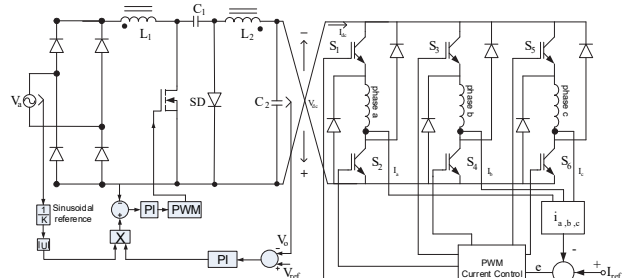 L1
C1
L2
Va
SD
C2
−
Vdc
+
Idc
S1
S3
S5
phase a
phase b
phase c
S2
S4
S6
Ia
Ib
Ic
1
K
Sinusoidal
reference
|U|
−
+
PI
PWM
X
PI
Vo
−
+
Vref
ia,b,c
PWM
Current Control
e
-
+
Iref